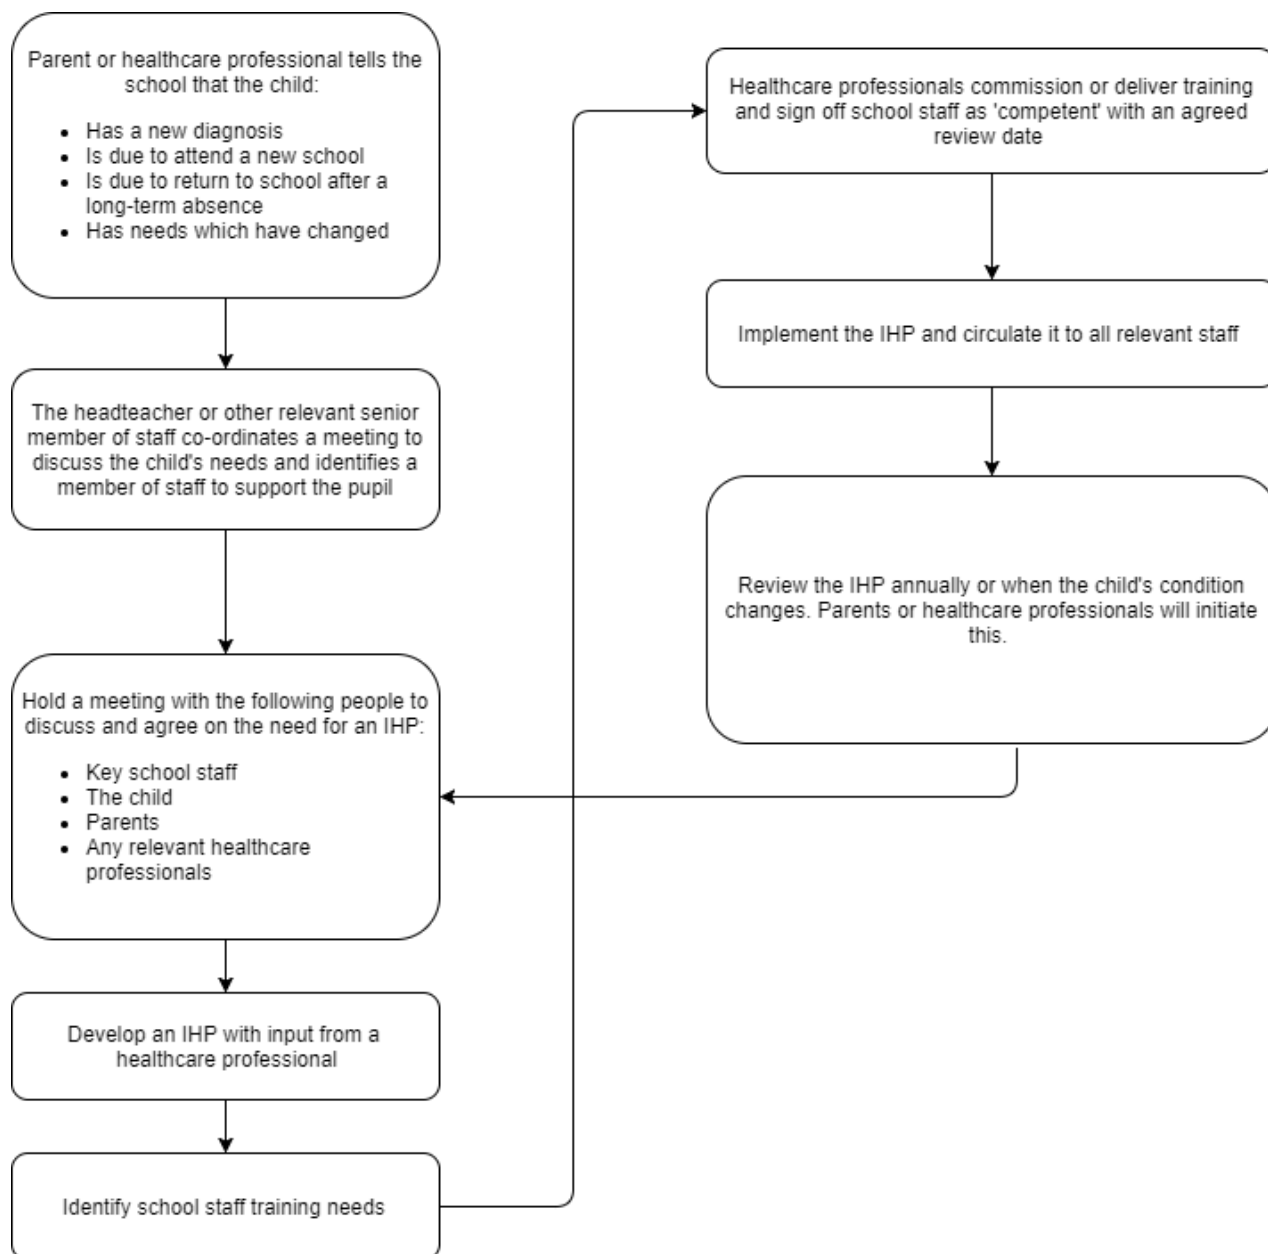 Parent or healthcare professional tells the
school that the child:
• Has a new diagnosis
• Is due to attend a new school
• Is due to return to school after a
long-term absence
• Has needs which have changed
The headteacher or other relevant senior
member of staff co-ordinates a meeting to
discuss the child's needs and identifies a
member of staff to support the pupil
Hold a meeting with the following people to
discuss and agree on the need for an IHP:
• Key school staff
• The child
• Parents
• Any relevant healthcare
professionals
Develop an IHP with input from a
healthcare professional
Identify school staff training needs
Healthcare professionals commission or deliver training
and sign off school staff as 'competent' with an agreed
review date
Implement the IHP and circulate it to all relevant staff
Review the IHP annually or when the child's condition
changes. Parents or healthcare professionals will initiate
this.